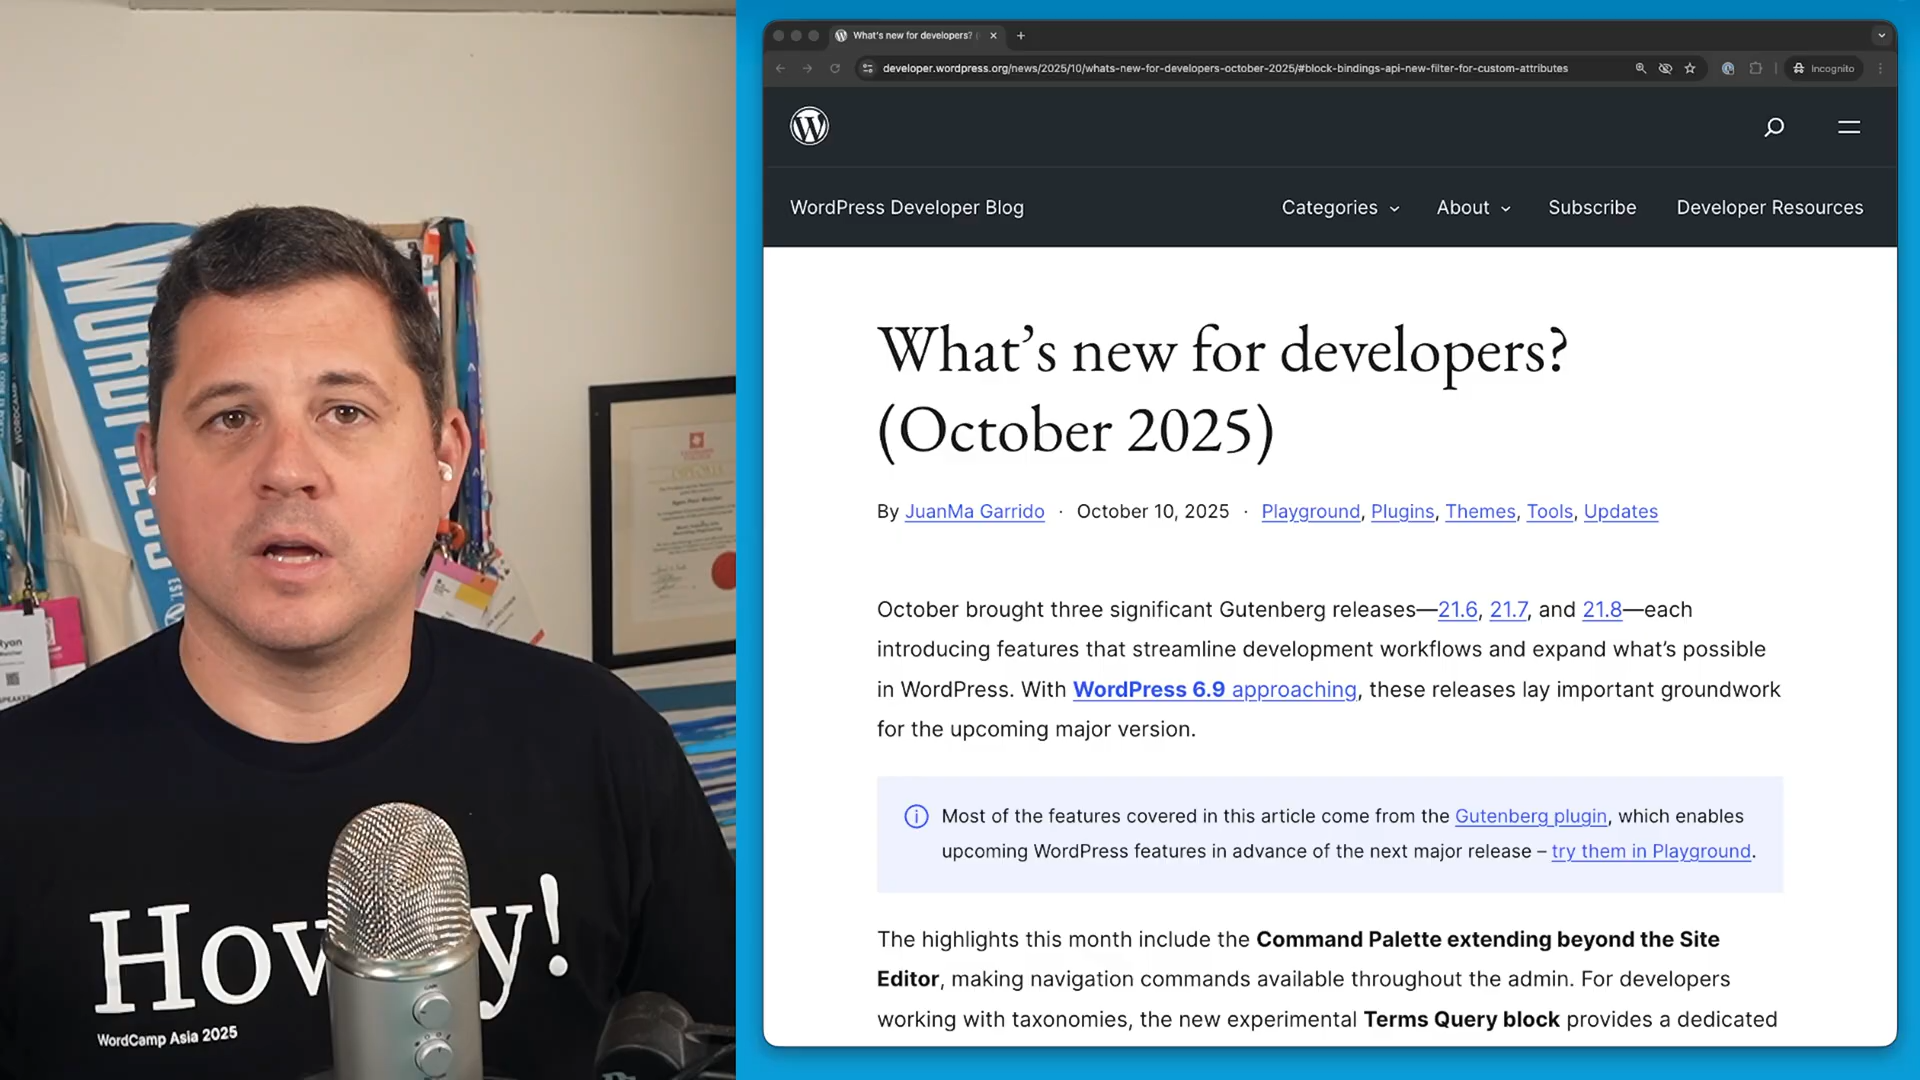 WORDPRESS
EST.
WORDCAMP
Ryan
SPEAKER
Howdy!
WordCamp Asia 2025
What's new for developers?
developer.wordpress.org/news/2025/10/whats-new-for-developers-october-2025/#block-bindings-api-new-filter-for-custom-attributes
Incognito
WordPress Developer Blog
Categories
About
Subscribe
Developer Resources
What's new for developers?
(October 2025)
By JuanMa Garrido · October 10, 2025 · Playground, Plugins, Themes, Tools, Updates
October brought three significant Gutenberg releases—21.6, 21.7, and 21.8—each
introducing features that streamline development workflows and expand what's possible
in WordPress. With WordPress 6.9 approaching, these releases lay important groundwork
for the upcoming major version.
Most of the features covered in this article come from the Gutenberg plugin, which enables
upcoming WordPress features in advance of the next major release – try them in Playground.
The highlights this month include the Command Palette extending beyond the Site
Editor, making navigation commands available throughout the admin. For developers
working with taxonomies, the new experimental Terms Query block provides a dedicated